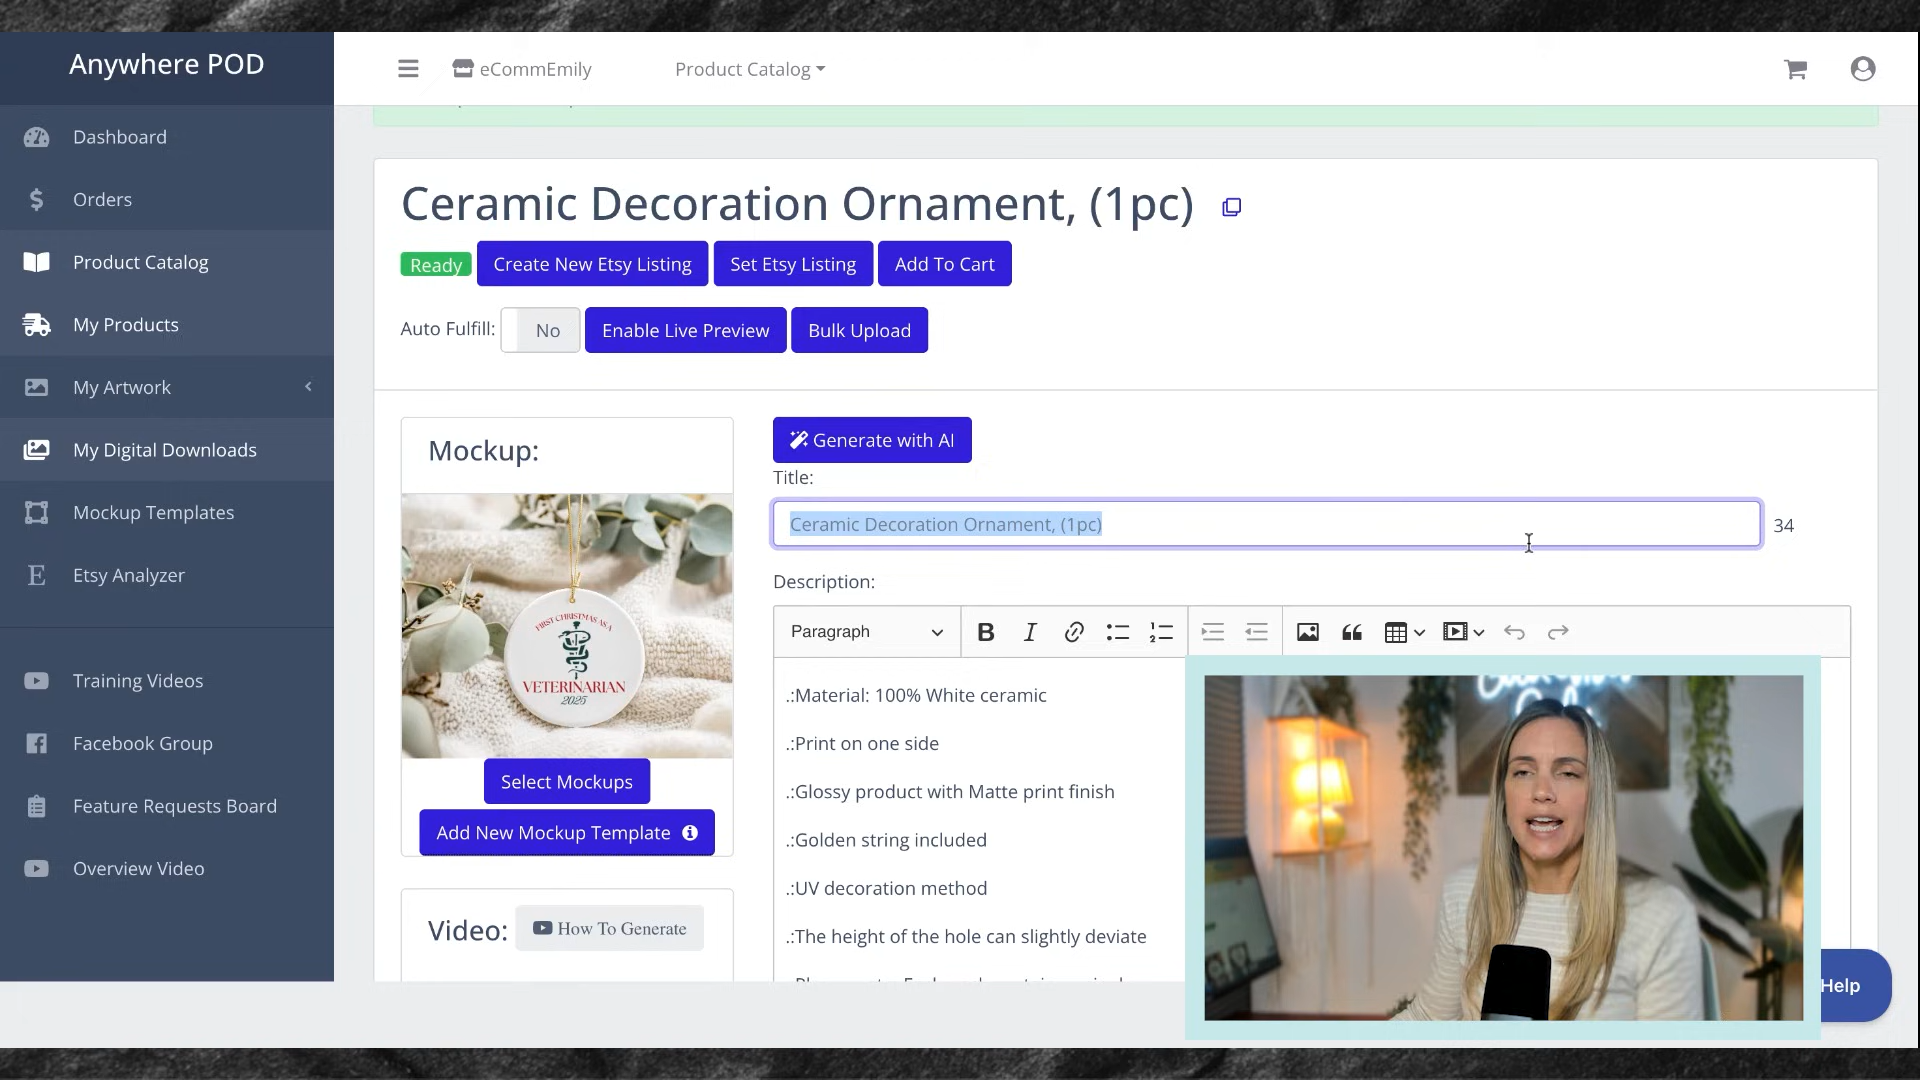 Anywhere POD
eCommEmily
Product Catalog
Dashboard
Orders
Product Catalog
My Products
My Artwork
My Digital Downloads
Mockup Templates
Etsy Analyzer
Training Videos
Facebook Group
Feature Requests Board
Overview Video
Ceramic Decoration Ornament, (1pc)
Ready
Create New Etsy Listing
Set Etsy Listing
Add To Cart
Auto Fulfill:
No
Enable Live Preview
Bulk Upload
Mockup:
FIRST CHRISTMAS AS A
VETERINARIAN
2025
Select Mockups
Add New Mockup Template
Video:
How To Generate
Generate with AI
Title:
Ceramic Decoration Ornament, (1pc)
34
Description:
Paragraph
.:Material: 100% White ceramic
.:Print on one side
.:Glossy product with Matte print finish
.:Golden string included
.:UV decoration method
.:The height of the hole can slightly deviate
Help